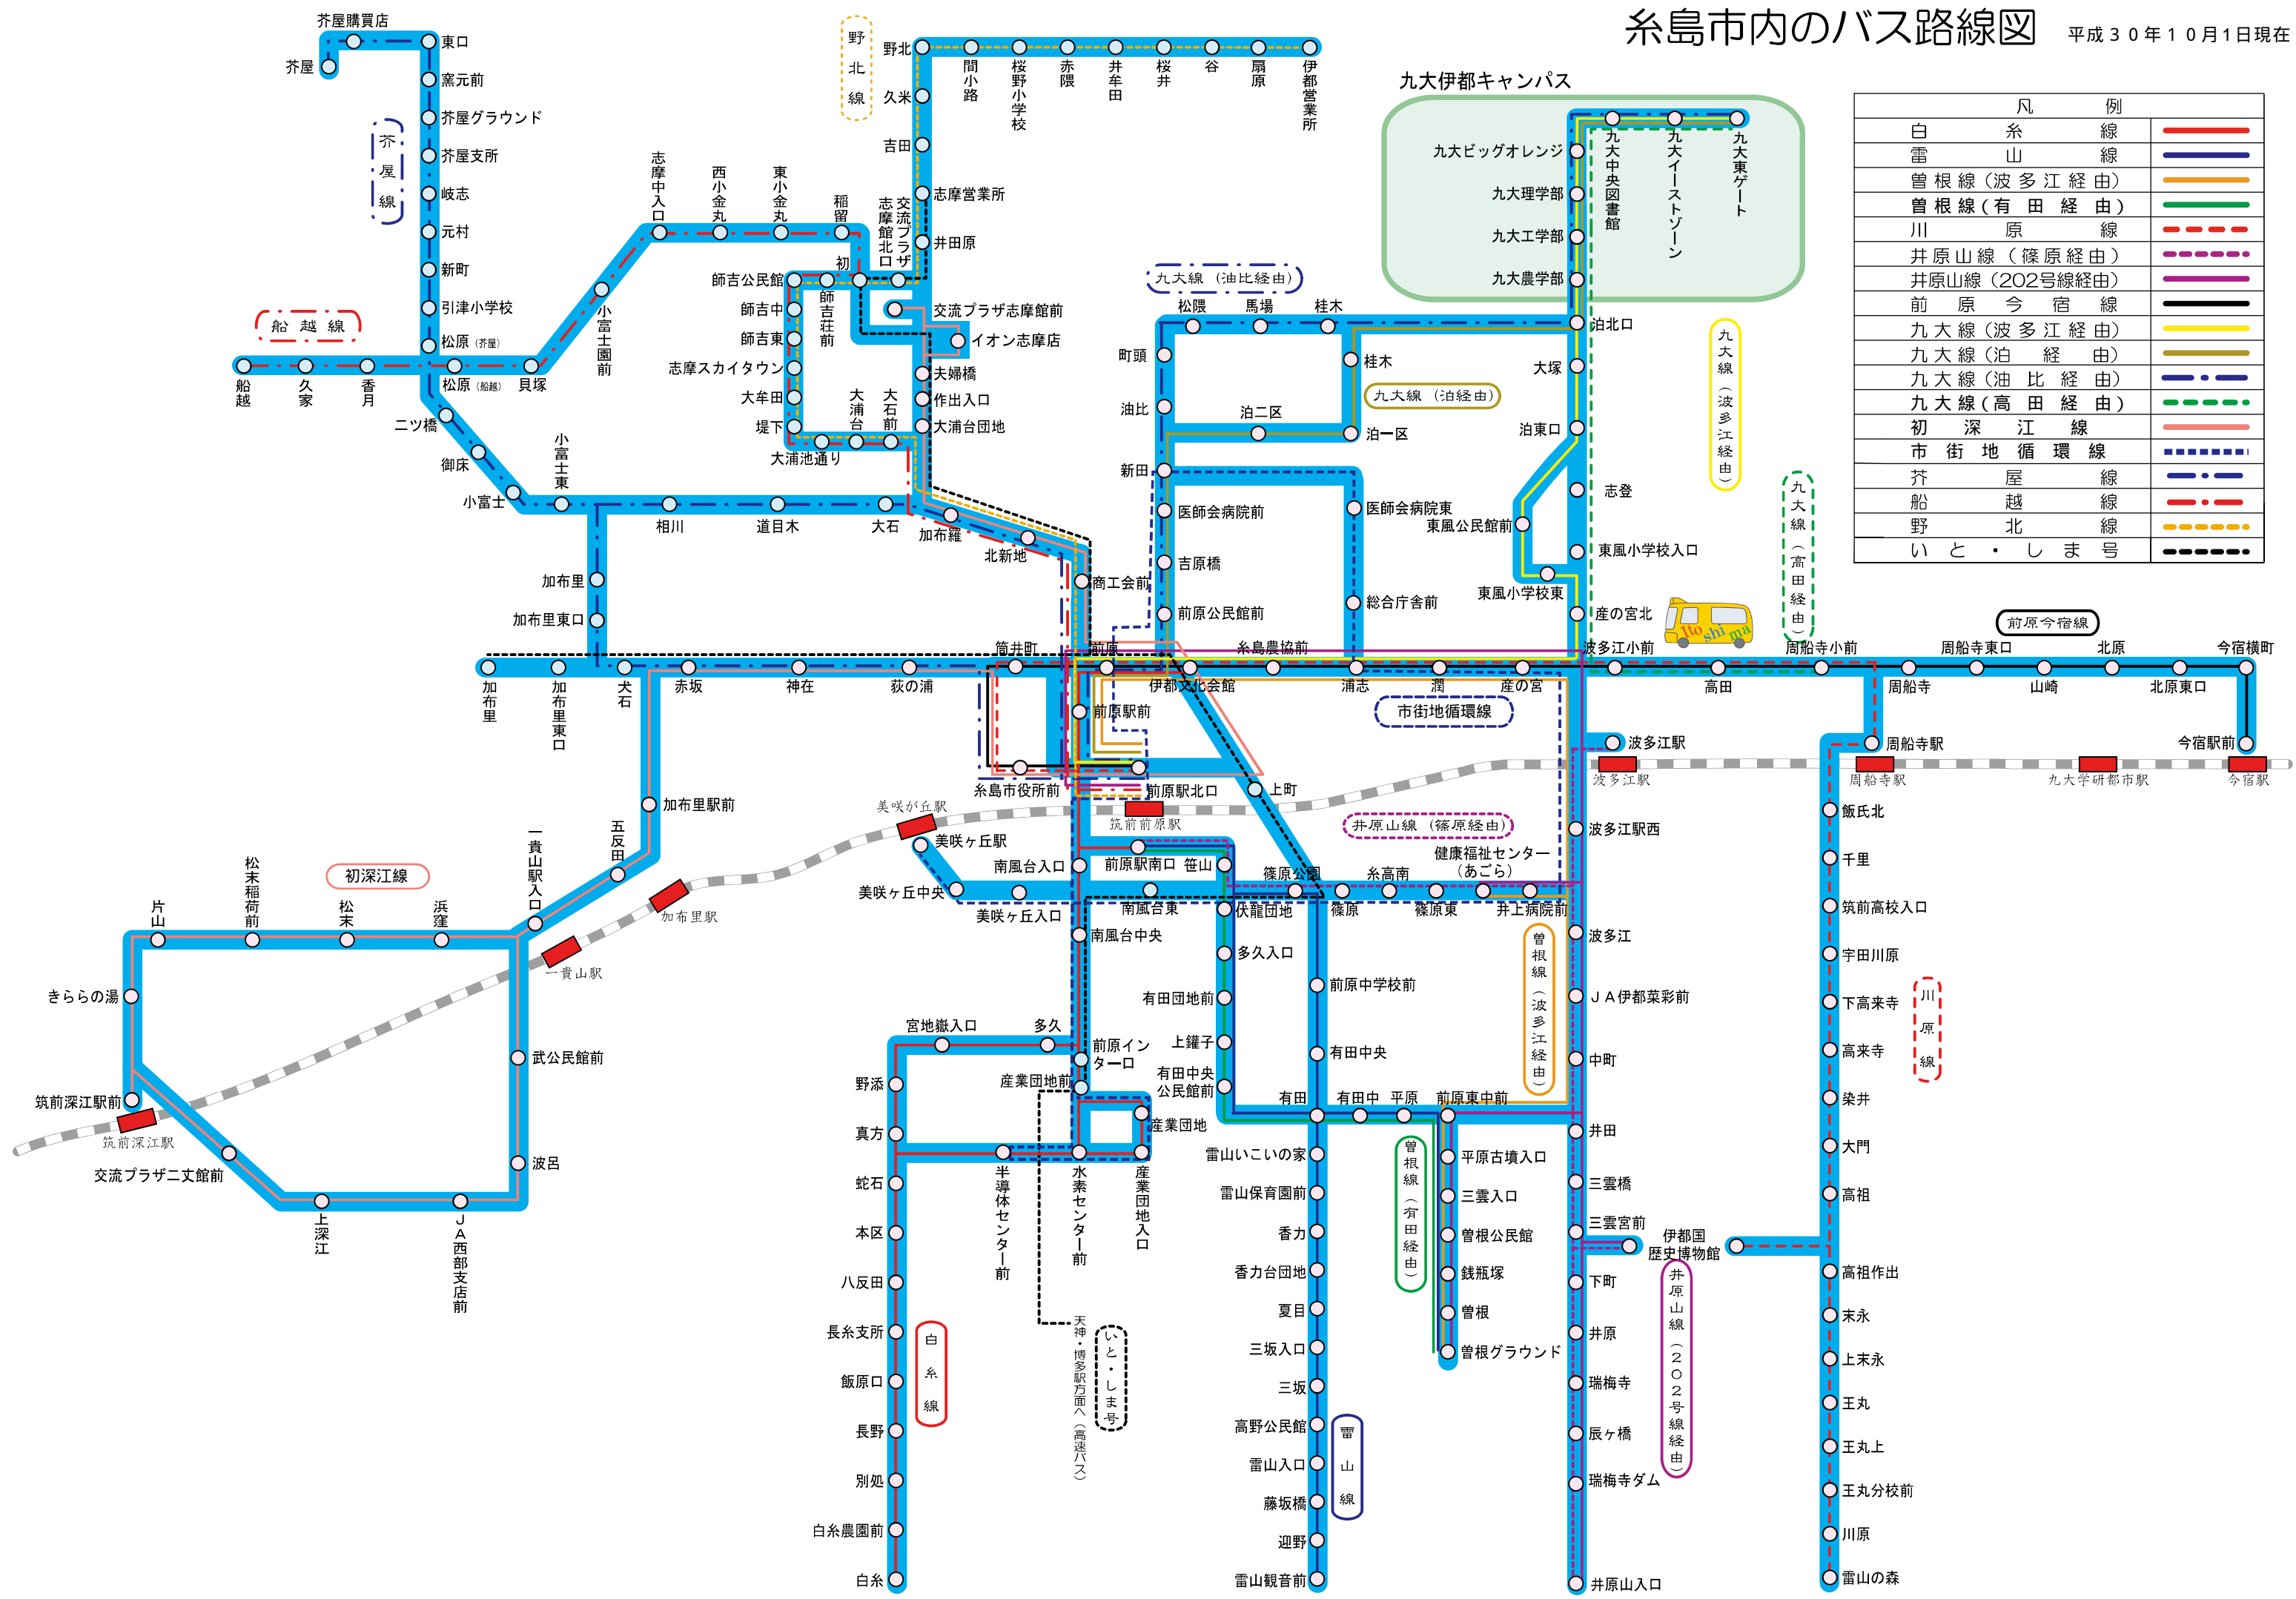 糸島市内のバス路線図
平成30年10月1日現在
凡 例
白 糸 線
雷 山 線
曽根線(波多江経由)
曽根線(有田経由)
川 原 線
井原山線(篠原経由)
井原山線(202号線経由)
前 原 今 宿 線
九大線(波多江経由)
九大線(泊 経 由)
九大線(油比経由)
九大線(高田経由)
初 深 江 線
市 街 地 循 環 線
芥 屋 線
船 越 線
野 北 線
いと・しま号
芥屋購買店
芥屋
東口
窯元前
芥屋グラウンド
芥屋支所
岐志
元村
新町
引津小学校
松原(芥屋)
芥屋線
船越線
船越
久家
香月
松原(船越)
貝塚
小富士園前
志摩中入口
西小金丸
東小金丸
稲留
初
志摩館北口
交流プラザ
二ツ橋
御床
小富士
小富士東
相川
道目木
大石
加布羅
北新地
商工会前
加布里
加布里東口
野北線
野北
久米
吉田
志摩営業所
井田原
間小路
桜野小学校
赤隈
井牟田
桜井
谷
扇原
伊都営業所
師吉公民館
師吉荘前
師吉中
師吉東
志摩スカイタウン
大牟田
堤下
大浦池通り
大浦台
大石前
交流プラザ志摩館前
イオン志摩店
夫婦橋
作出入口
大浦台団地
九大伊都キャンパス
九大ビッグオレンジ
九大理学部
九大工学部
九大農学部
九大中央図書館
九大イーストゾーン
九大東ゲート
九大線(油比経由)
松隈
馬場
桂木
泊北口
町頭
桂木
大塚
油比
九大線(泊経由)
泊二区
泊一区
泊東口
新田
九大線(波多江経由)
九大線(高田経由)
志登
医師会病院前
医師会病院東
東風公民館前
東風小学校入口
東風小学校東
吉原橋
総合庁舎前
前原公民館前
産の宮北
Ito
shi
ma
前原今宿線
加布里
加布里東口
犬石
赤坂
神在
荻の浦
筒井町
前原
伊都文化会館
糸島農協前
浦志
潤
産の宮
波多江小前
高田
周船寺小前
周船寺
周船寺東口
山崎
北原
北原東口
今宿横町
今宿駅前
市街地循環線
前原駅前
糸島市役所前
前原駅北口
上町
波多江駅
周船寺駅
波多江駅
周船寺駅
九大学研都市駅
今宿駅
筑前前原駅
美咲が丘駅
加布里駅
一貴山駅
筑前深江駅
加布里駅前
五反田
一貴山駅入口
初深江線
片山
松末稲荷前
松末
浜窪
きららの湯
筑前深江駅前
交流プラザ二丈館前
上深江
JA西部支店前
波呂
武公民館前
美咲ヶ丘駅
美咲ヶ丘中央
美咲ヶ丘入口
南風台入口
前原駅南口
笹山
南風台東
南風台中央
伏龍団地
井原山線(篠原経由)
健康福祉センター
(あごら)
篠原公園
篠原
糸高南
篠原東
井上病院前
波多江駅西
波多江
JA伊都菜彩前
中町
井田
三雲橋
三雲宮前
伊都国
歴史博物館
下町
井原
瑞梅寺
辰ヶ橋
瑞梅寺ダム
井原山入口
井原山線(202号線経由)
曽根線(波多江経由)
多久入口
有田団地前
上鑵子
有田中央
公民館前
前原中学校前
有田中央
有田
有田中
平原
前原東中前
平原古墳入口
三雲入口
曽根公民館
銭瓶塚
曽根
曽根グラウンド
曽根線(有田経由)
雷山いこいの家
雷山保育園前
香力
香力台団地
夏目
三坂入口
三坂
高野公民館
雷山入口
藤坂橋
迎野
雷山観音前
雷山線
宮地嶽入口
多久
前原イン
ター口
産業団地前
産業団地
半導体センター前
水素センター前
産業団地入口
野添
真方
蛇石
本区
八反田
長糸支所
飯原口
長野
別処
白糸農園前
白糸
白糸線
いと・しま号
天神・博多駅方面へ(高速バス)
飯氏北
千里
筑前高校入口
宇田川原
下高来寺
高来寺
染井
大門
高祖
高祖作出
末永
上末永
王丸
王丸上
王丸分校前
川原
雷山の森
川原線